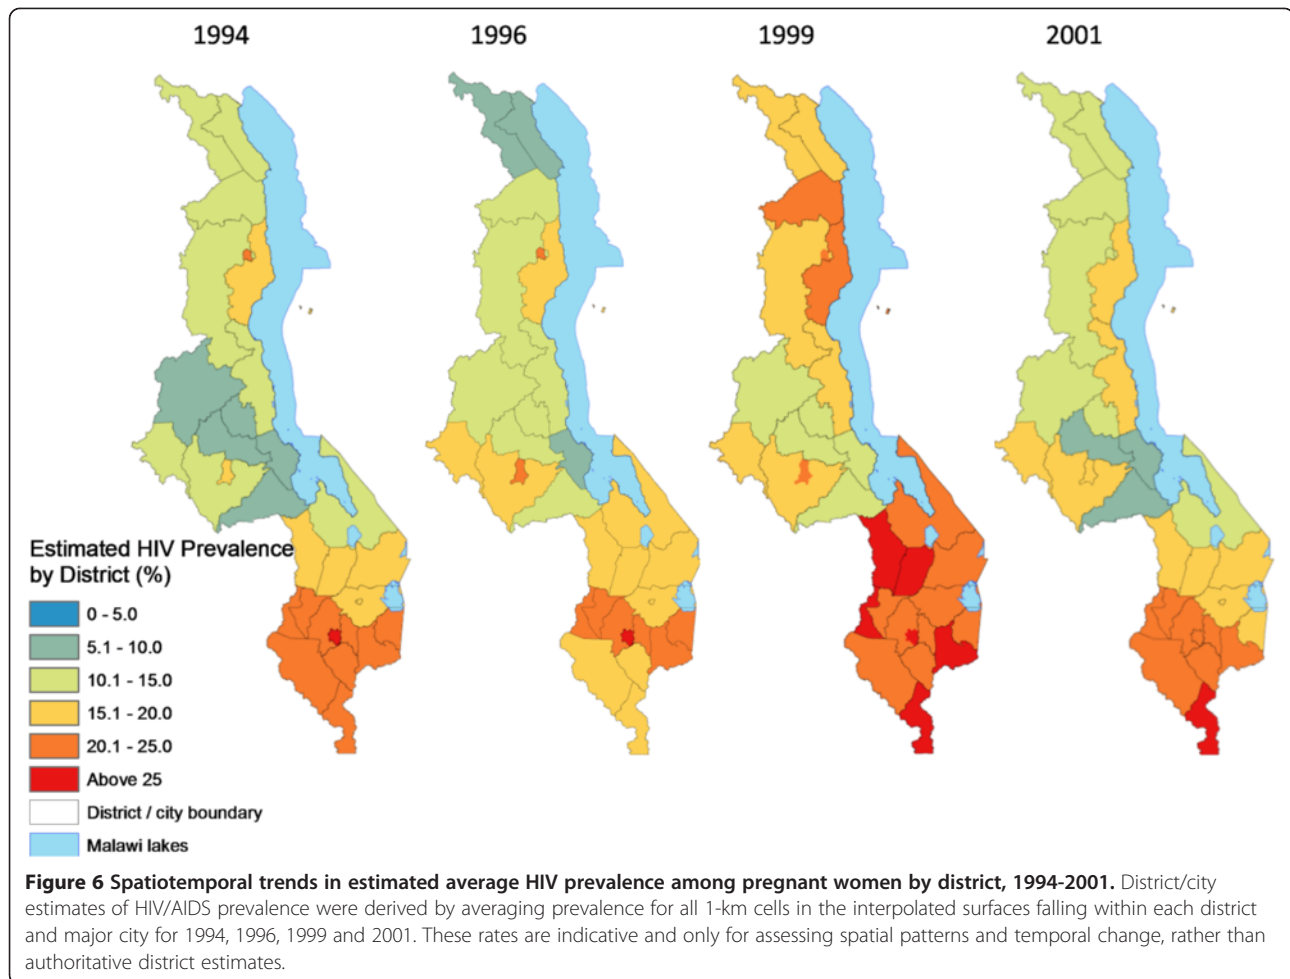 1994 1996 1999 2001
Estimated HIV Prevalence
by District (%)
0 - 5.0
5.1 - 10.0
10.1 - 15.0
15.1 - 20.0
20.1 - 25.0
Above 25
District / city boundary
Malawi lakes
Figure 6 Spatiotemporal trends in estimated average HIV prevalence among pregnant women by district, 1994-2001. District/city
estimates of HIV/AIDS prevalence were derived by averaging prevalence for all 1-km cells in the interpolated surfaces falling within each district
and major city for 1994, 1996, 1999 and 2001. These rates are indicative and only for assessing spatial patterns and temporal change, rather than
authoritative district estimates.